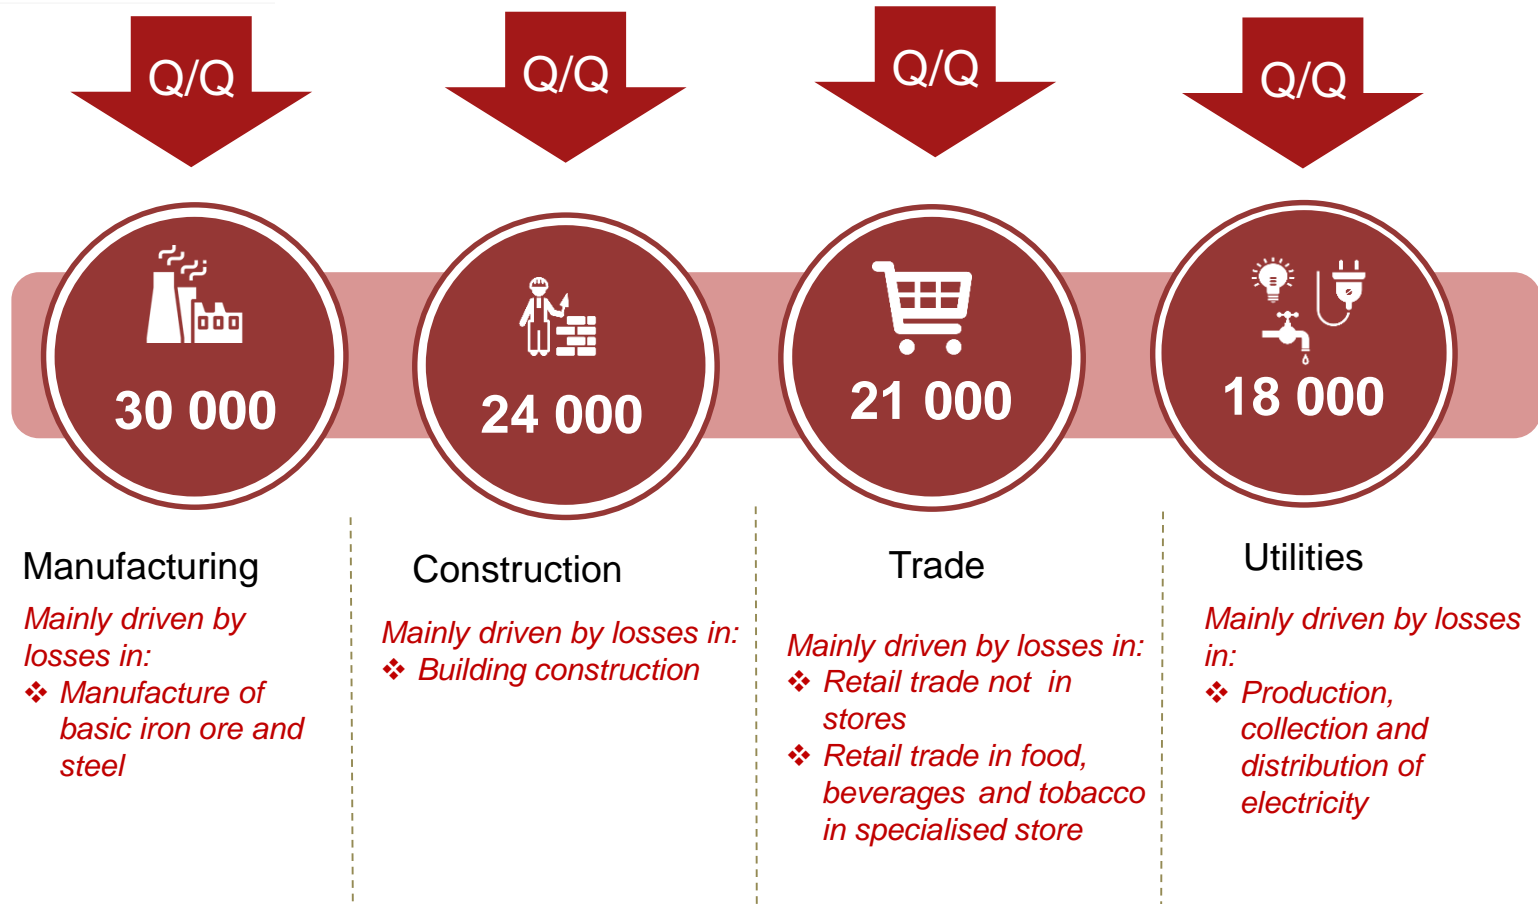 Q/Q
Q/Q
Q/Q
Q/Q
30 000
24 000
21 000
18 000
Manufacturing
Mainly driven by
losses in:
❖ Manufacture of
basic iron ore and
steel
Construction
Mainly driven by losses in:
❖ Building construction
Trade
Mainly driven by losses in:
❖ Retail trade not in
stores
❖ Retail trade in food,
beverages and tobacco
in specialised store
Utilities
Mainly driven by losses
in:
❖ Production,
collection and
distribution of
electricity